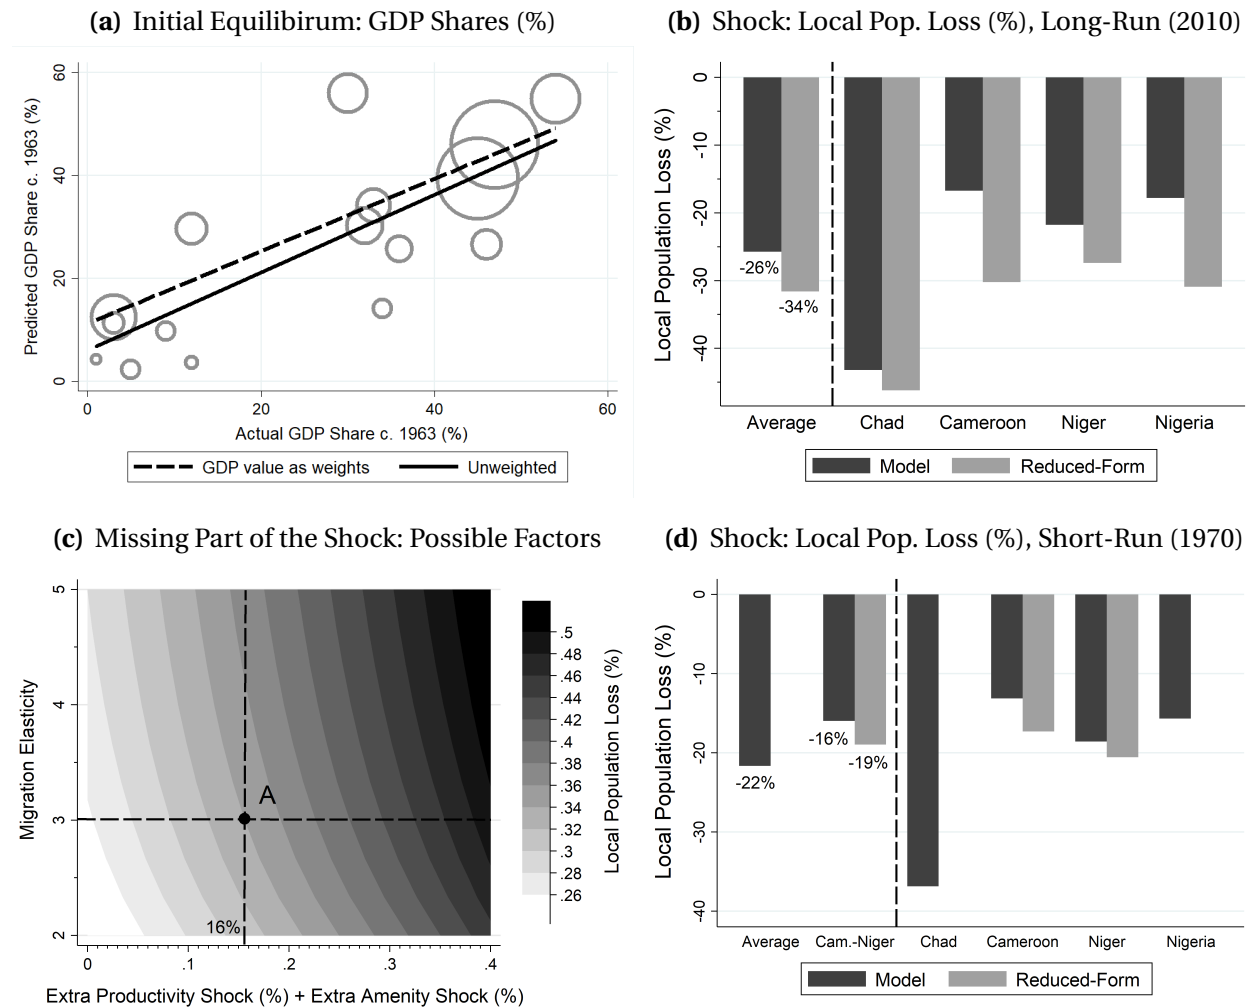 (a) Initial Equilibirum: GDP Shares (%)
Predicted GDP Share c. 1963 (%)
60
40
20
0
0 20 40 60
Actual GDP Share c. 1963 (%)
GDP value as weights Unweighted
(b) Shock: Local Pop. Loss (%), Long-Run (2010)
Local Population Loss (%)
0
-10
-20
-30
-40
-26%
-34%
Average Chad Cameroon Niger Nigeria
Model Reduced-Form
(c) Missing Part of the Shock: Possible Factors
Migration Elasticity
5
4
3
2
A
16%
0 .1 .2 .3 .4
Extra Productivity Shock (%) + Extra Amenity Shock (%)
.5
.48
.46
.44
.42
.4
.38
.36
.34
.32
.3
.28
.26
Local Population Loss (%)
(d) Shock: Local Pop. Loss (%), Short-Run (1970)
Local Population Loss (%)
0
10
20
-30
-40
-22%
-16%
-19%
Average Cam.-Niger Chad Cameroon Niger Nigeria
Model Reduced-Form